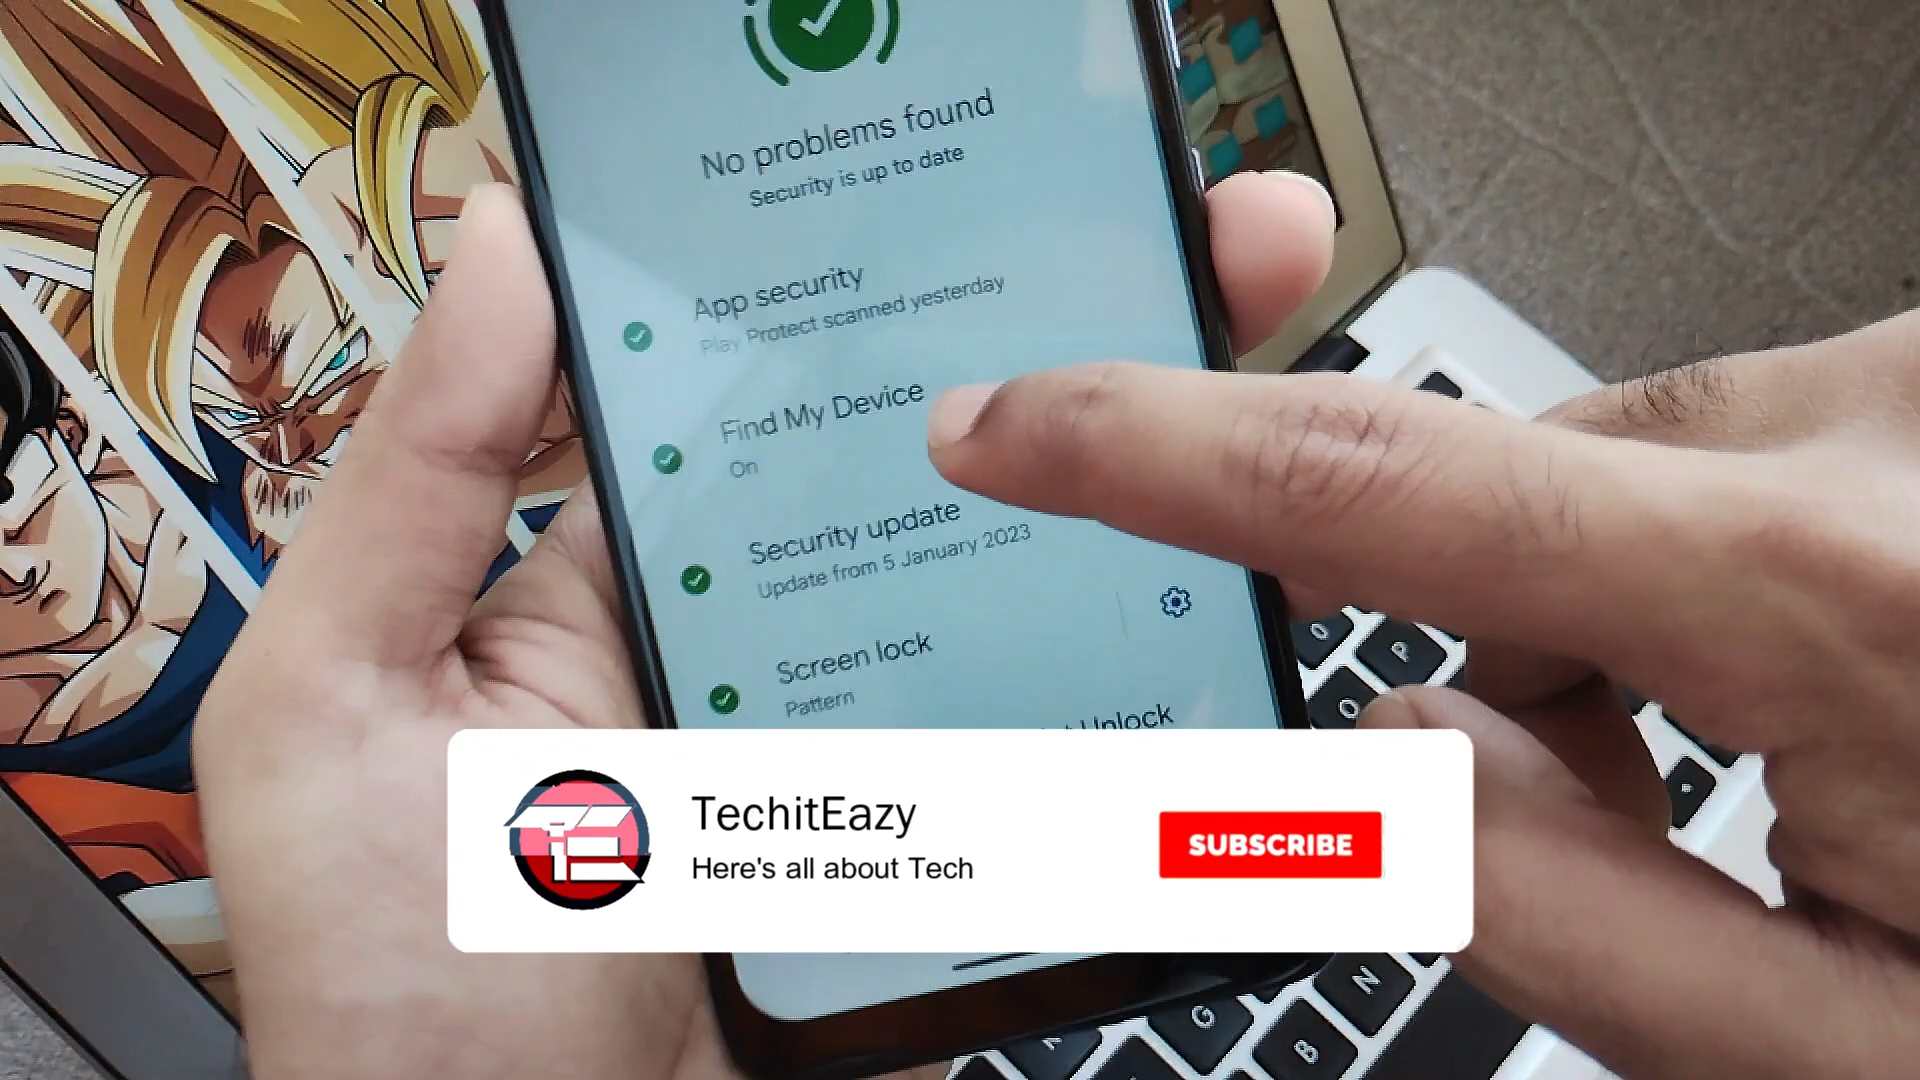 No problems found
Security is up to date
App security
Play Protect scanned yesterday
Find My Device
On
Security update
Update from 5 January 2023
Screen lock
Pattern
Unlock
TechitEazy
Here's all about Tech
SUBSCRIBE
O
P
N
G
B